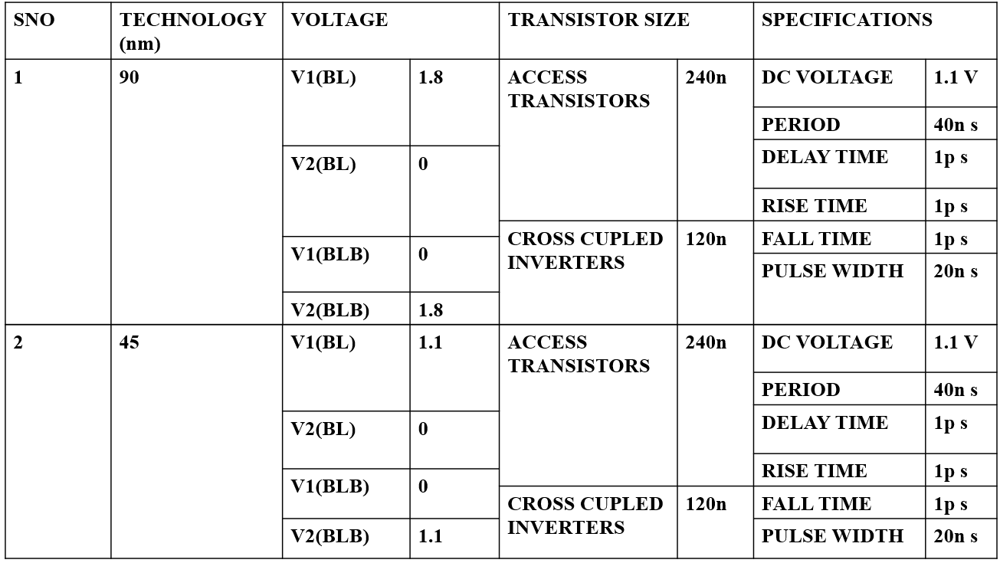 SNO TECHNOLOGY (nm) VOLTAGE TRANSISTOR SIZE SPECIFICATIONS
1 90 V1(BL) 1.8 ACCESS TRANSISTORS 240n DC VOLTAGE 1.1 V
PERIOD 40n s
V2(BL) 0 DELAY TIME 1p s
RISE TIME 1p s
V1(BLB) 0 CROSS CUPLED INVERTERS 120n FALL TIME 1p s
PULSE WIDTH 20n s
V2(BLB) 1.8
2 45 V1(BL) 1.1 ACCESS TRANSISTORS 240n DC VOLTAGE 1.1 V
PERIOD 40n s
V2(BL) 0 DELAY TIME 1p s
RISE TIME 1p s
V1(BLB) 0 CROSS CUPLED INVERTERS 120n FALL TIME 1p s
V2(BLB) 1.1 PULSE WIDTH 20n s